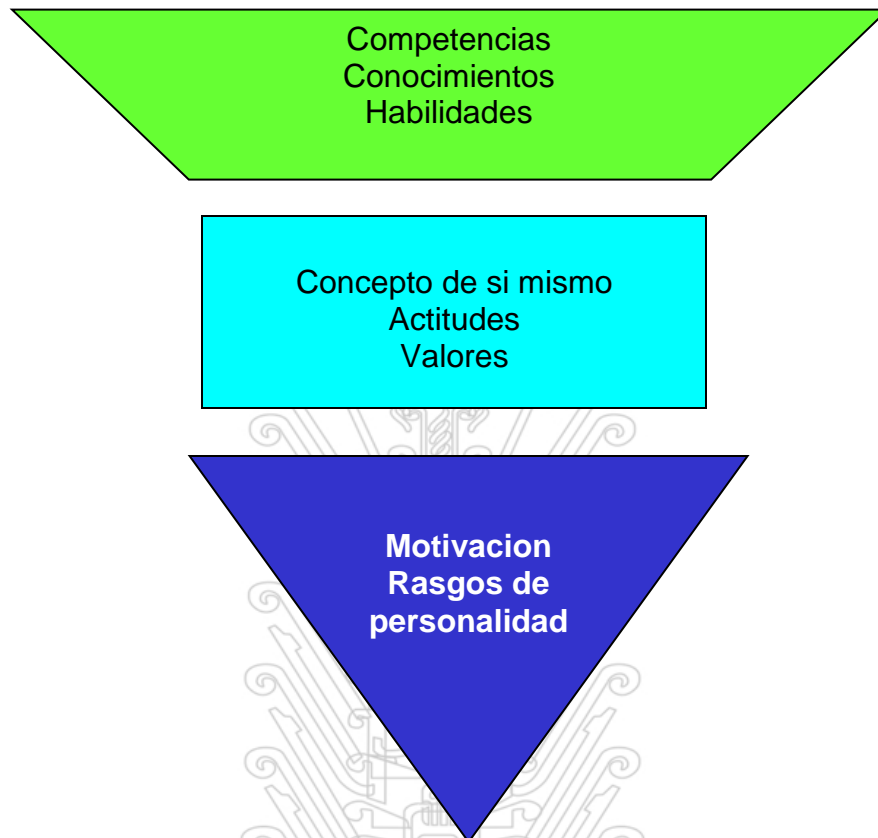 Competencias
Conocimientos
Habilidades
Concepto de si mismo
Actitudes
Valores
Motivacion
Rasgos de
personalidad